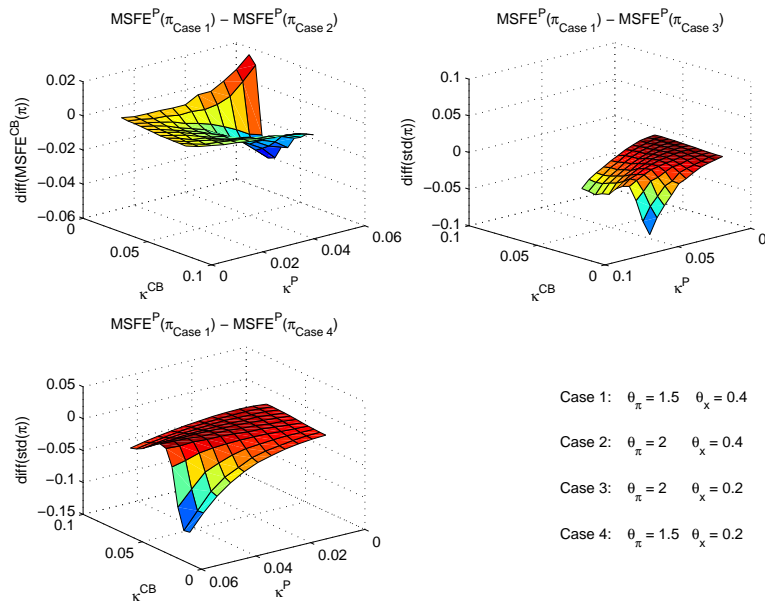 MSFE^P(π_Case 1) − MSFE^P(π_Case 2)
diff(MSFE^CB(π))
0.02
0
−0.02
−0.04
−0.06
0
0.05
0.1
κ^CB
0
0.02
0.04
0.06
κ^P
MSFE^P(π_Case 1) − MSFE^P(π_Case 3)
diff(std(π))
0.1
0.05
0
−0.05
−0.1
0.1
0.05
0
κ^CB
0.1
0.05
0
κ^P
MSFE^P(π_Case 1) − MSFE^P(π_Case 4)
diff(std(π))
0.05
0
−0.05
−0.1
−0.15
0.1
0.05
0
κ^CB
0.06
0.04
0.02
0
κ^P
Case 1: θ_π = 1.5 θ_x = 0.4
Case 2: θ_π = 2 θ_x = 0.4
Case 3: θ_π = 2 θ_x = 0.2
Case 4: θ_π = 1.5 θ_x = 0.2